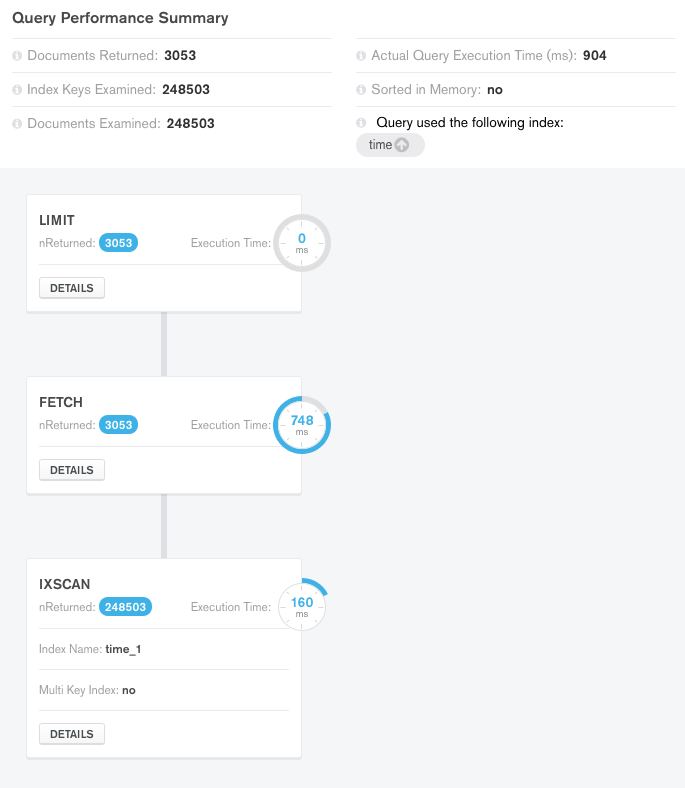 Query Performance Summary
Documents Returned: 3053
Actual Query Execution Time (ms): 904
Index Keys Examined: 248503
Sorted in Memory: no
Documents Examined: 248503
Query used the following index:
time
LIMIT
nReturned: 3053 Execution Time: 0 ms
DETAILS
FETCH
nReturned: 3053 Execution Time: 748 ms
DETAILS
IXSCAN
nReturned: 248503 Execution Time: 160 ms
Index Name: time_1
Multi Key Index: no
DETAILS